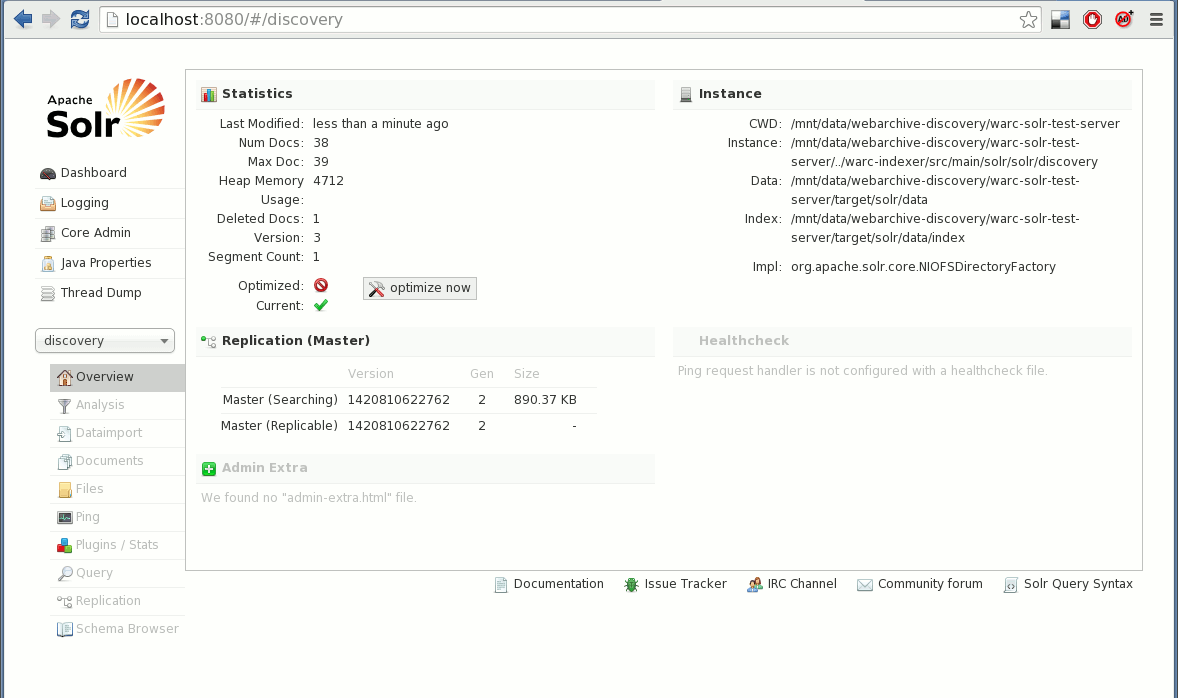 localhost:8080/#/discovery
Apache
Solr
Dashboard
Logging
Core Admin
Java Properties
Thread Dump
discovery
Overview
Analysis
Dataimport
Documents
Files
Ping
Plugins / Stats
Query
Replication
Schema Browser
Statistics
Last Modified: less than a minute ago
Num Docs: 38
Max Doc: 39
Heap Memory 4712
Usage:
Deleted Docs: 1
Version: 3
Segment Count: 1
Optimized:
optimize now
Current:
Instance
CWD: /mnt/data/webarchive-discovery/warc-solr-test-server
Instance: /mnt/data/webarchive-discovery/warc-solr-test-
server/../warc-indexer/src/main/solr/solr/discovery
Data: /mnt/data/webarchive-discovery/warc-solr-test-
server/target/solr/data
Index: /mnt/data/webarchive-discovery/warc-solr-test-
server/target/solr/data/index
Impl: org.apache.solr.core.NIOFSDirectoryFactory
Replication (Master)
Version Gen Size
Master (Searching) 1420810622762 2 890.37 KB
Master (Replicable) 1420810622762 2 -
Healthcheck
Ping request handler is not configured with a healthcheck file.
Admin Extra
We found no "admin-extra.html" file.
Documentation Issue Tracker IRC Channel Community forum Solr Query Syntax